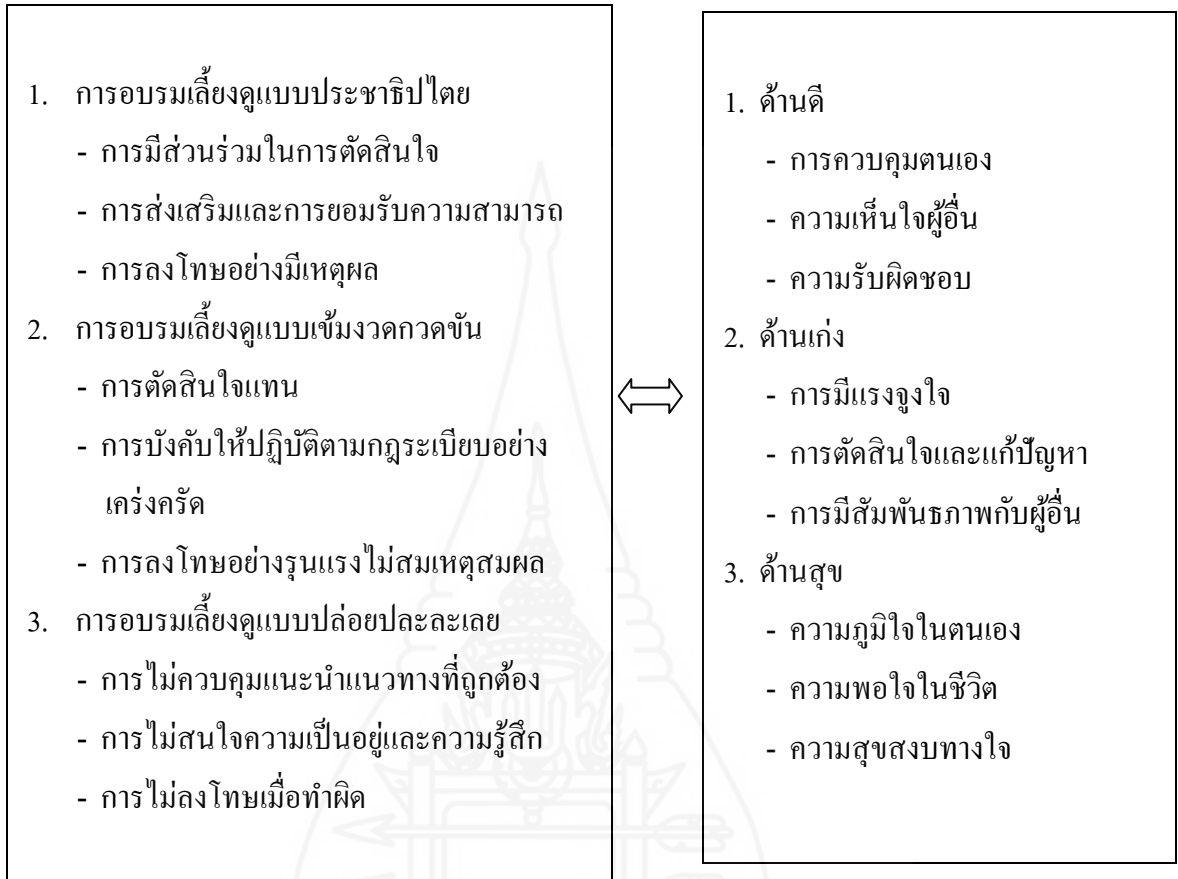 1. การอบรมเลี้ยงดูแบบประชาธิปไตย
- การมีส่วนร่วมในการตัดสินใจ
- การส่งเสริมและการยอมรับความสามารถ
- การลงโทษอย่างมีเหตุผล
2. การอบรมเลี้ยงดูแบบเข้มงวดกวดขัน
- การตัดสินใจแทน
- การบังคับให้ปฏิบัติตามกฎระเบียบอย่าง
เคร่งครัด
- การลงโทษอย่างรุนแรงไม่สมเหตุสมผล
3. การอบรมเลี้ยงดูแบบปล่อยปละละเลย
- การไม่ควบคุมแนะนำแนวทางที่ถูกต้อง
- การไม่สนใจความเป็นอยู่และความรู้สึก
- การไม่ลงโทษเมื่อทำผิด
1. ด้านดี
- การควบคุมตนเอง
- ความเห็นใจผู้อื่น
- ความรับผิดชอบ
2. ด้านเก่ง
- การมีแรงจูงใจ
- การตัดสินใจและแก้ปัญหา
- การมีสัมพันธภาพกับผู้อื่น
3. ด้านสุข
- ความภูมิใจในตนเอง
- ความพอใจในชีวิต
- ความสุขสงบทางใจ